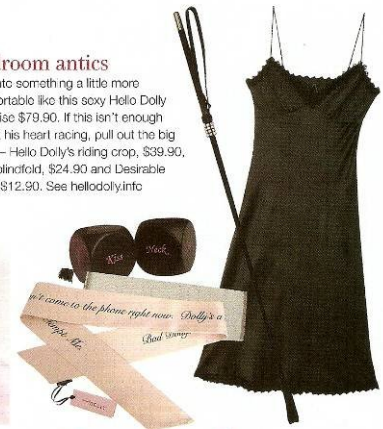 room antics
nto something a little more
ortable like this sexy Hello Dolly
ise $79.90. If this isn't enough
his heart racing, pull out the big
– Hello Dolly's riding crop, $39.90,
blindfold, $24.90 and Desirable
$12.90. See hellodolly.info
Kiss
Neck
n't come to the phone right now. Dolly's a
Bad
Me.